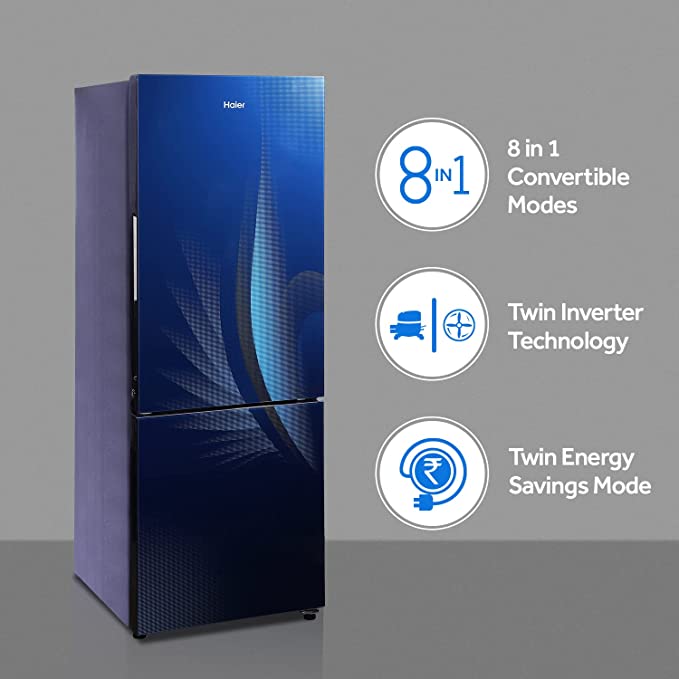 Haier
8 IN 1
8 in 1
Convertible
Modes
Twin Inverter
Technology
₹
Twin Energy
Savings Mode